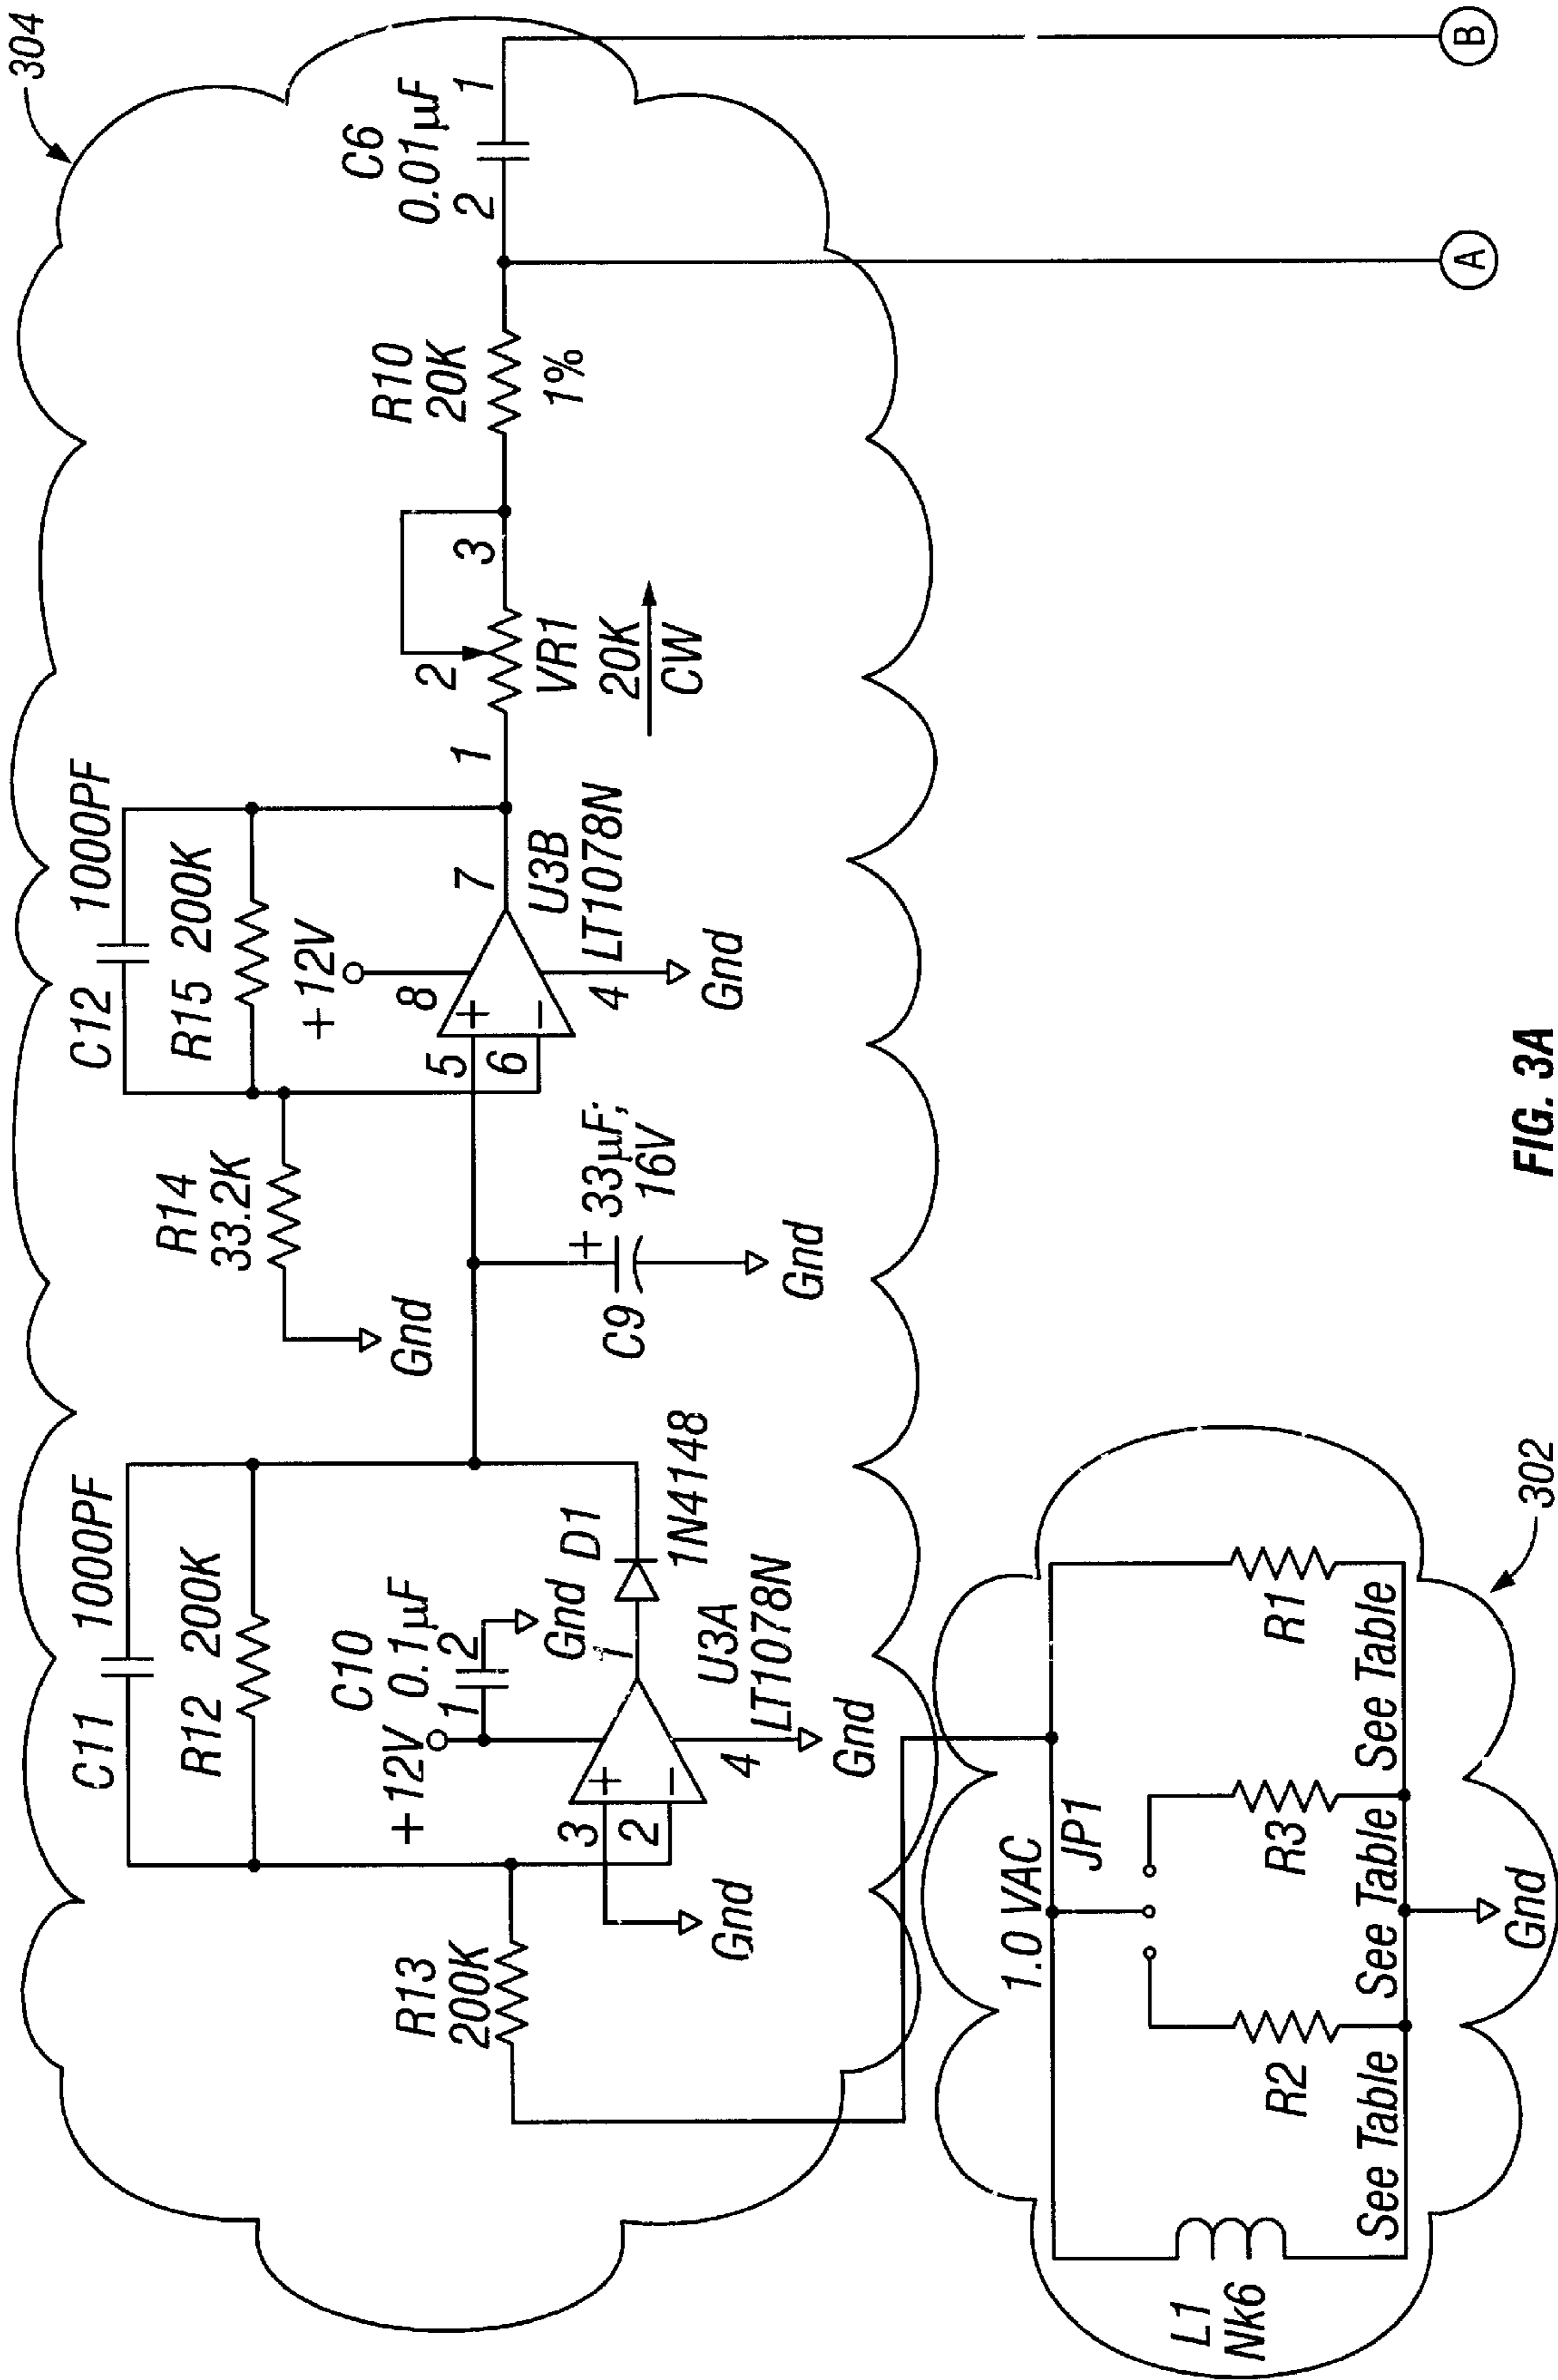 304
C6
0.01µF
2
1
B
A
R10
20K
1%
3
2
VR1
20K
CW
1
C12
1000PF
R15 200K
+12V
8
7
5
6
+
−
U3B
LT1078N
4
Gnd
R14
33.2K
Gnd
+
33µF;
16V
C9
Gnd
C11
1000PF
R12 200K
C10
0.1µF
1
2
+12V
Gnd
D1
1N4148
1
U3A
LT1078N
3
2
+
−
4
Gnd
Gnd
R13
200K
302
1.0 VAC
JP1
R1
See Table
R3
See Table
R2
See Table
Gnd
L1
Nk6
FIG. 3A